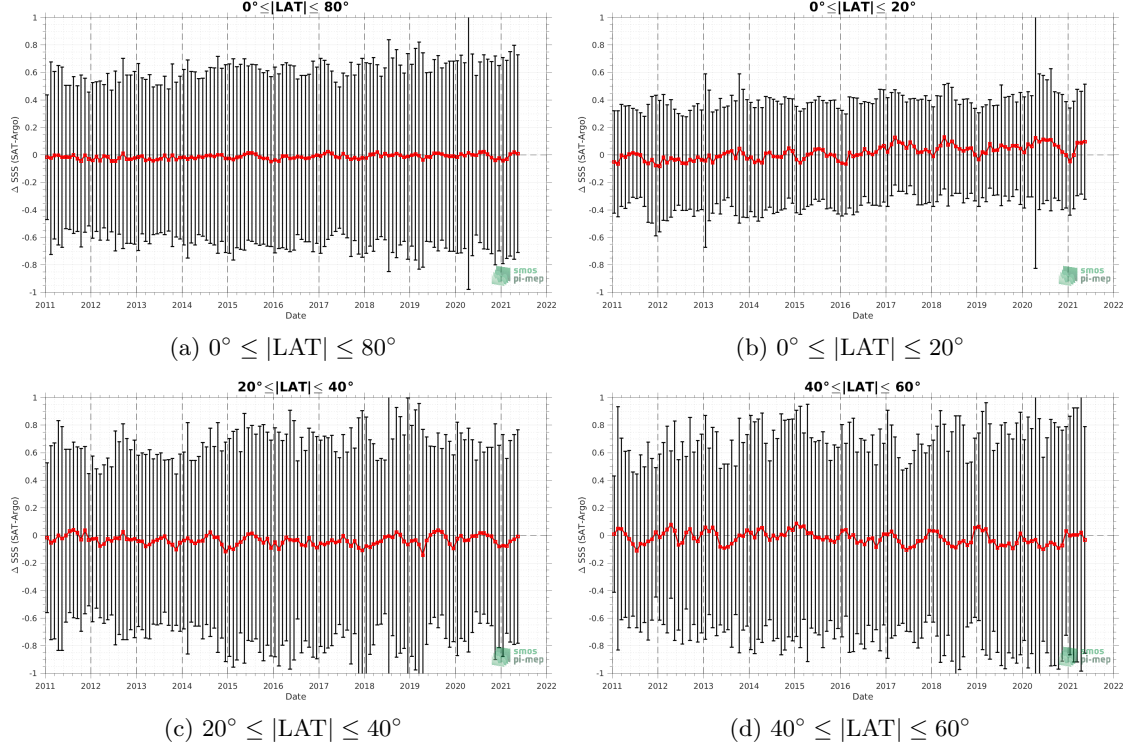 0°≤|LAT|≤ 80°
1
0.8
0.6
0.4
0.2
0
-0.2
-0.4
-0.6
-0.8
-1
Δ SSS (SAT-Argo)
smos
pi-mep
2011 2012 2013 2014 2015 2016 2017 2018 2019 2020 2021 2022
Date
(a) 0° ≤ |LAT| ≤ 80°
0°≤|LAT|≤ 20°
1
0.8
0.6
0.4
0.2
0
-0.2
-0.4
-0.6
-0.8
-1
Δ SSS (SAT-Argo)
smos
pi-mep
2011 2012 2013 2014 2015 2016 2017 2018 2019 2020 2021 2022
Date
(b) 0° ≤ |LAT| ≤ 20°
20°≤|LAT|≤ 40°
1
0.8
0.6
0.4
0.2
0
-0.2
-0.4
-0.6
-0.8
-1
Δ SSS (SAT-Argo)
smos
pi-mep
2011 2012 2013 2014 2015 2016 2017 2018 2019 2020 2021 2022
Date
(c) 20° ≤ |LAT| ≤ 40°
40°≤|LAT|≤ 60°
1
0.8
0.6
0.4
0.2
0
-0.2
-0.4
-0.6
-0.8
-1
Δ SSS (SAT-Argo)
smos
pi-mep
2011 2012 2013 2014 2015 2016 2017 2018 2019 2020 2021 2022
Date
(d) 40° ≤ |LAT| ≤ 60°